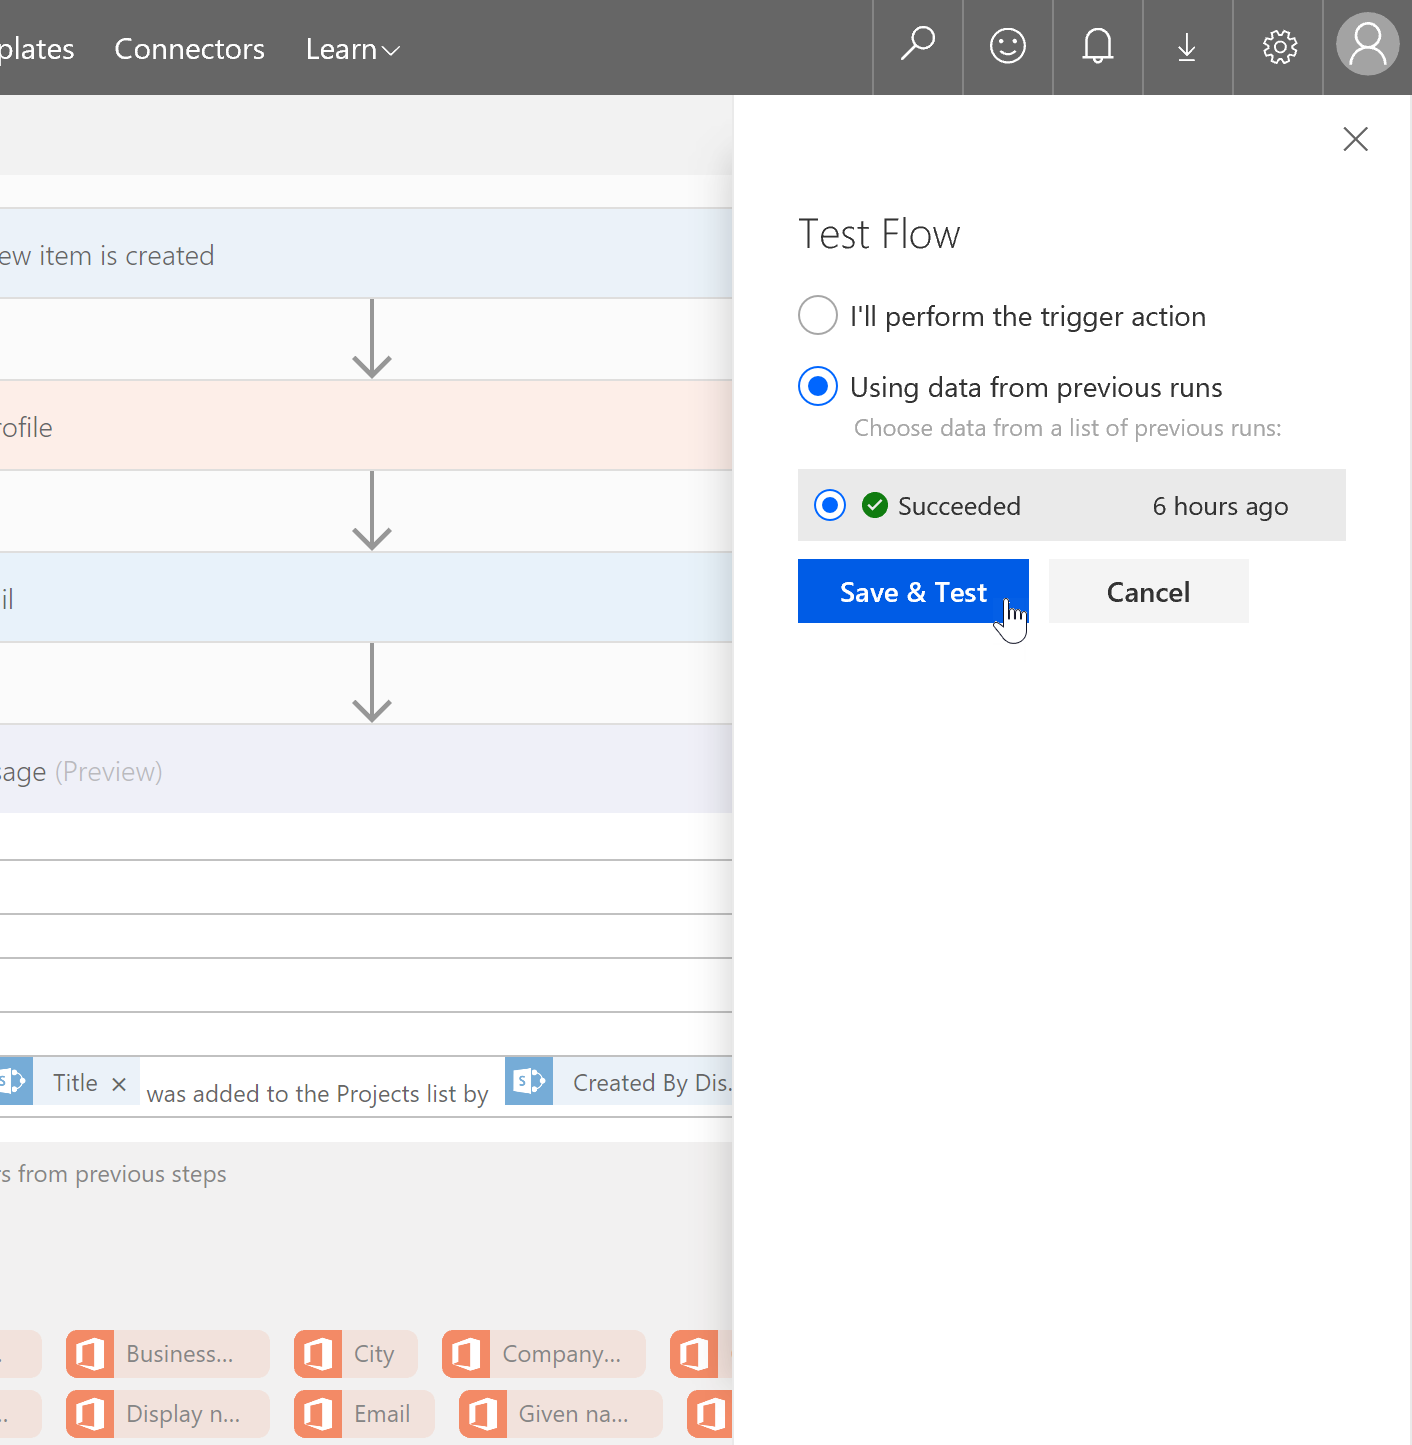 plates Connectors Learn
Test Flow
I'll perform the trigger action
Using data from previous runs
Choose data from a list of previous runs:
Succeeded 6 hours ago
Save & Test Cancel
ew item is created
rofile
il
sage (Preview)
Title × was added to the Projects list by Created By Dis.
rs from previous steps
Business... City Company...
Display n... Email Given na...